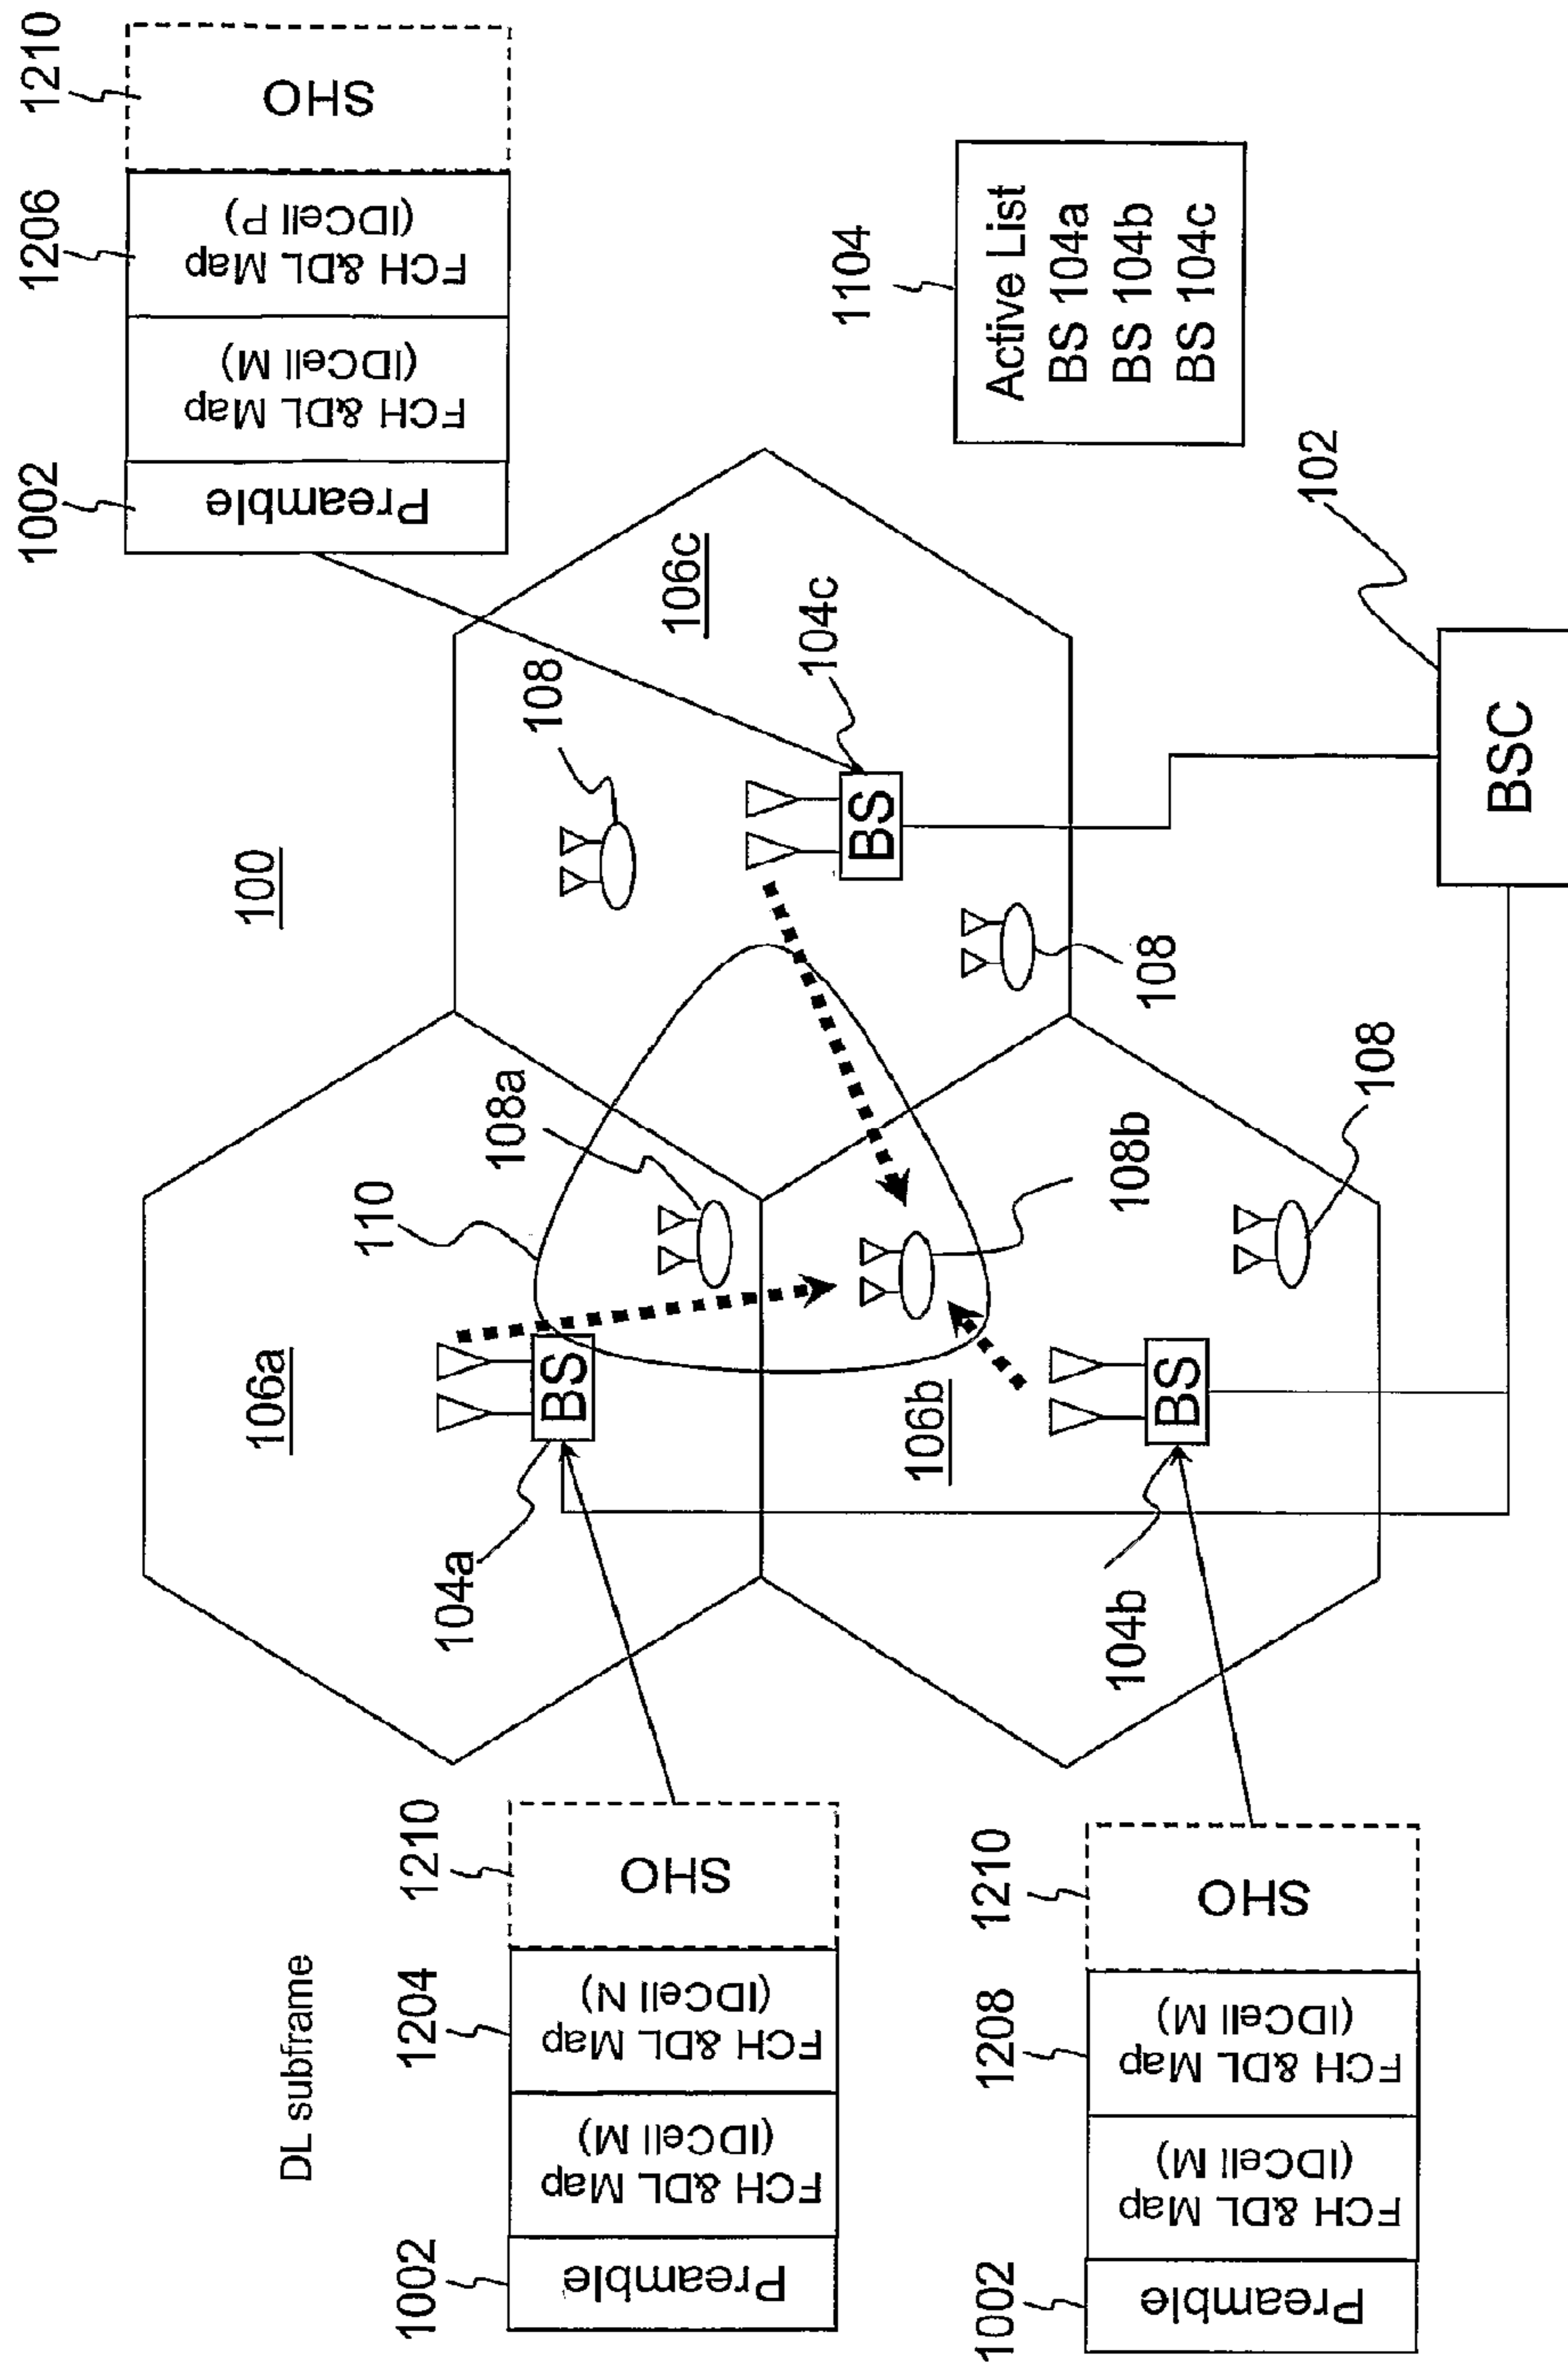 DL subframe
1002
1204
1210
Preamble
FCH &DL Map
(IDCell M)
FCH &DL Map
(IDCell N)
SHO
1002
1208
1210
Preamble
FCH &DL Map
(IDCell M)
FCH &DL Map
(IDCell M)
SHO
1002
1206
1210
Preamble
FCH &DL Map
(IDCell M)
FCH &DL Map
(IDCell P)
SHO
100
106a
104a
BS
110
108a
106b
104b
BS
108b
108
106c
104c
BS
108
108
1104
Active List
BS 104a
BS 104b
BS 104c
102
BSC